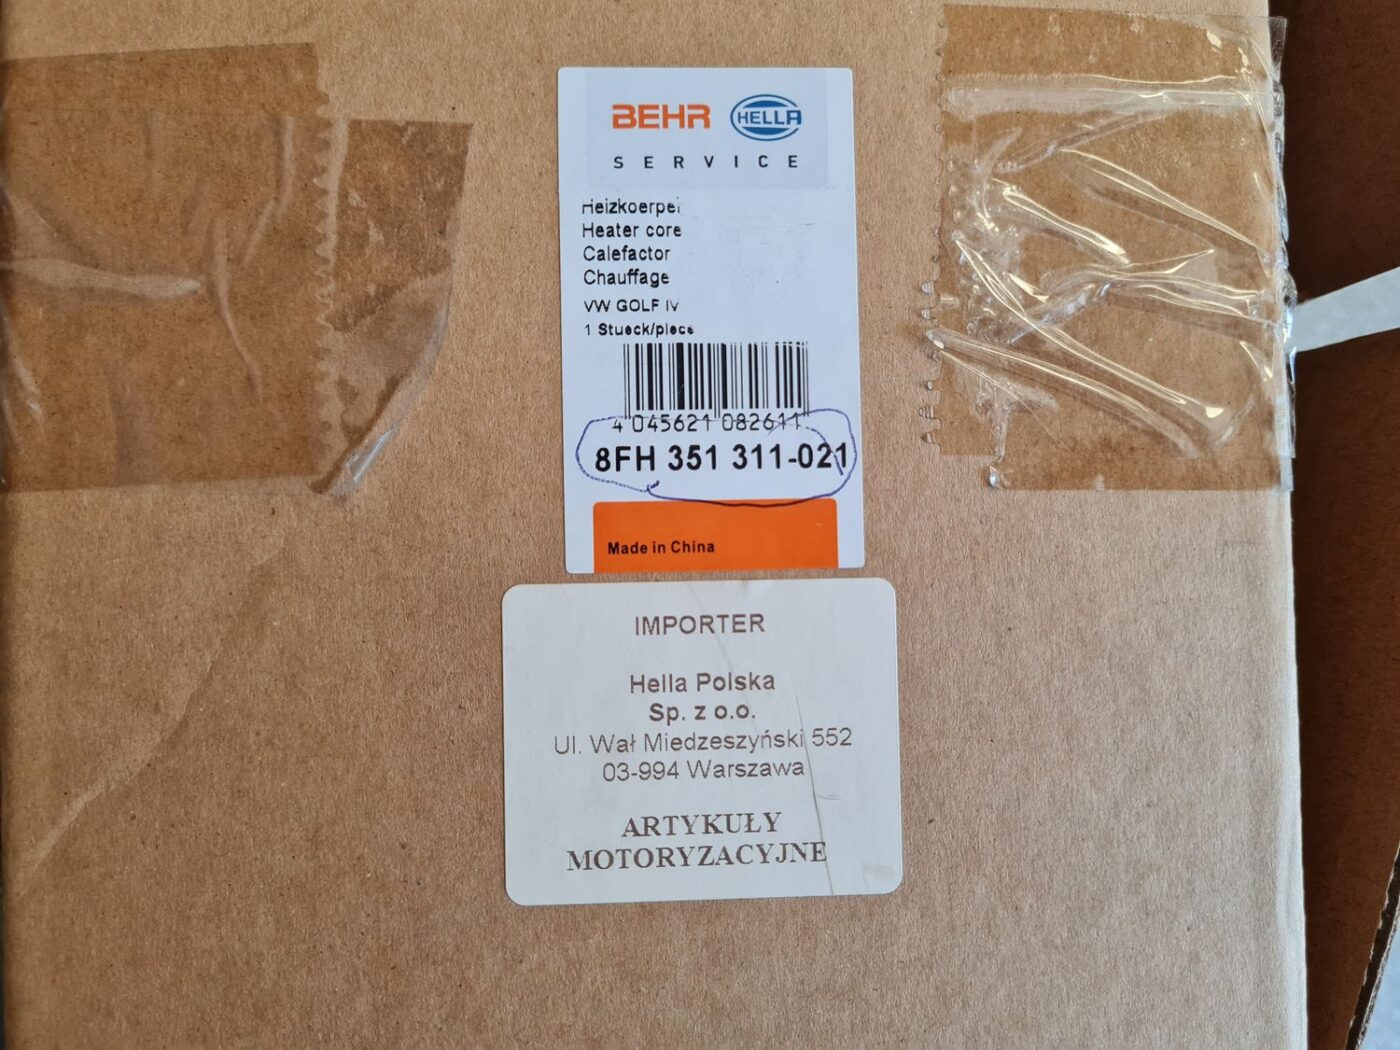 BEHR HELLA
SERVICE
Heizkoerper
Heater core
Calefactor
Chauffage
VW GOLF IV
1 Stueck/piece
4 045621 082611
8FH 351 311-021
Made in China
IMPORTER
Hella Polska
Sp. z o.o.
Ul. Wał Miedzeszyński 552
03-994 Warszawa
ARTYKUŁY
MOTORYZACYJNE